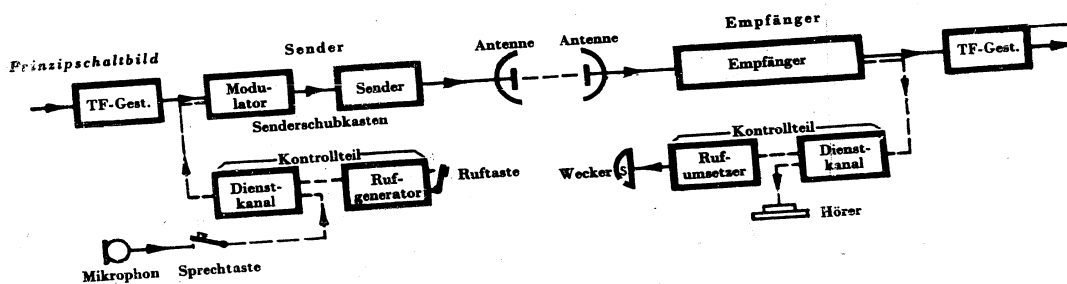 Prinzipschaltbild
Sender
Empfänger
Antenne
Antenne
TF-Gest.
Modu-
lator
Sender
Senderschubkasten
Empfänger
TF-Gest.
Kontrollteil
Dienst-
kanal
Ruf-
generator
Ruftaste
Mikrophon
Sprechtaste
Kontrollteil
Wecker
S
Ruf-
umsetzer
Dienst-
kanal
Hörer